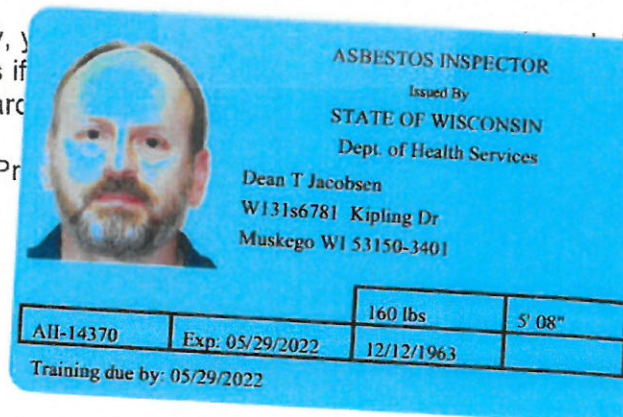 ASBESTOS INSPECTOR
Issued By
STATE OF WISCONSIN
Dept. of Health Services
Dean T Jacobsen
W131s6781 Kipling Dr
Muskego WI 53150-3401
160 lbs 5' 08"
AII-14370 Exp: 05/29/2022 12/12/1963
Training due by: 05/29/2022